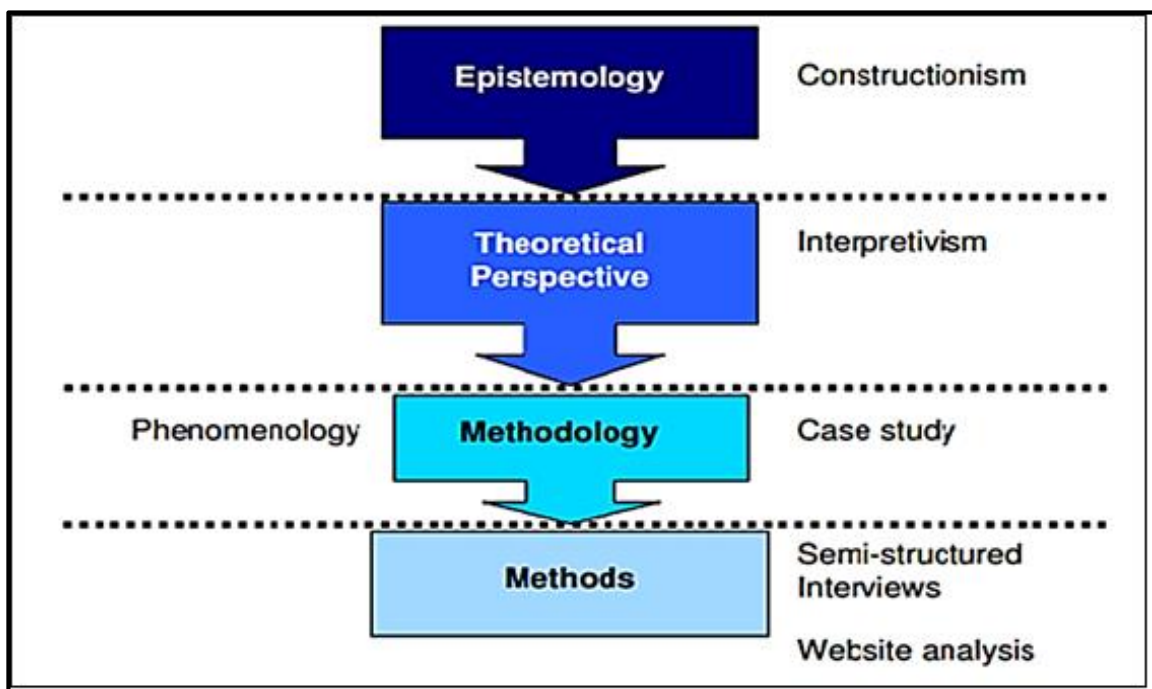 Epistemology
Constructionism
Theoretical
Perspective
Interpretivism
Phenomenology
Methodology
Case study
Methods
Semi-structured
Interviews
Website analysis